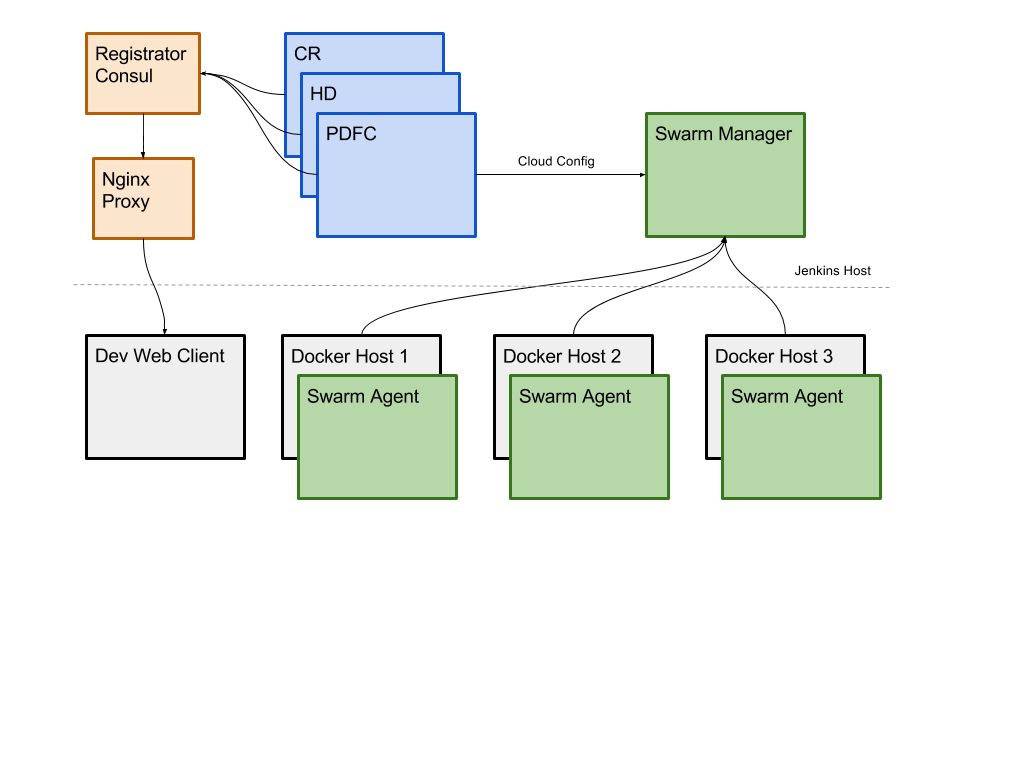 Registrator
Consul
CR
HD
PDFC
Swarm Manager
Cloud Config
Nginx
Proxy
Jenkins Host
Dev Web Client
Docker Host 1
Swarm Agent
Docker Host 2
Swarm Agent
Docker Host 3
Swarm Agent